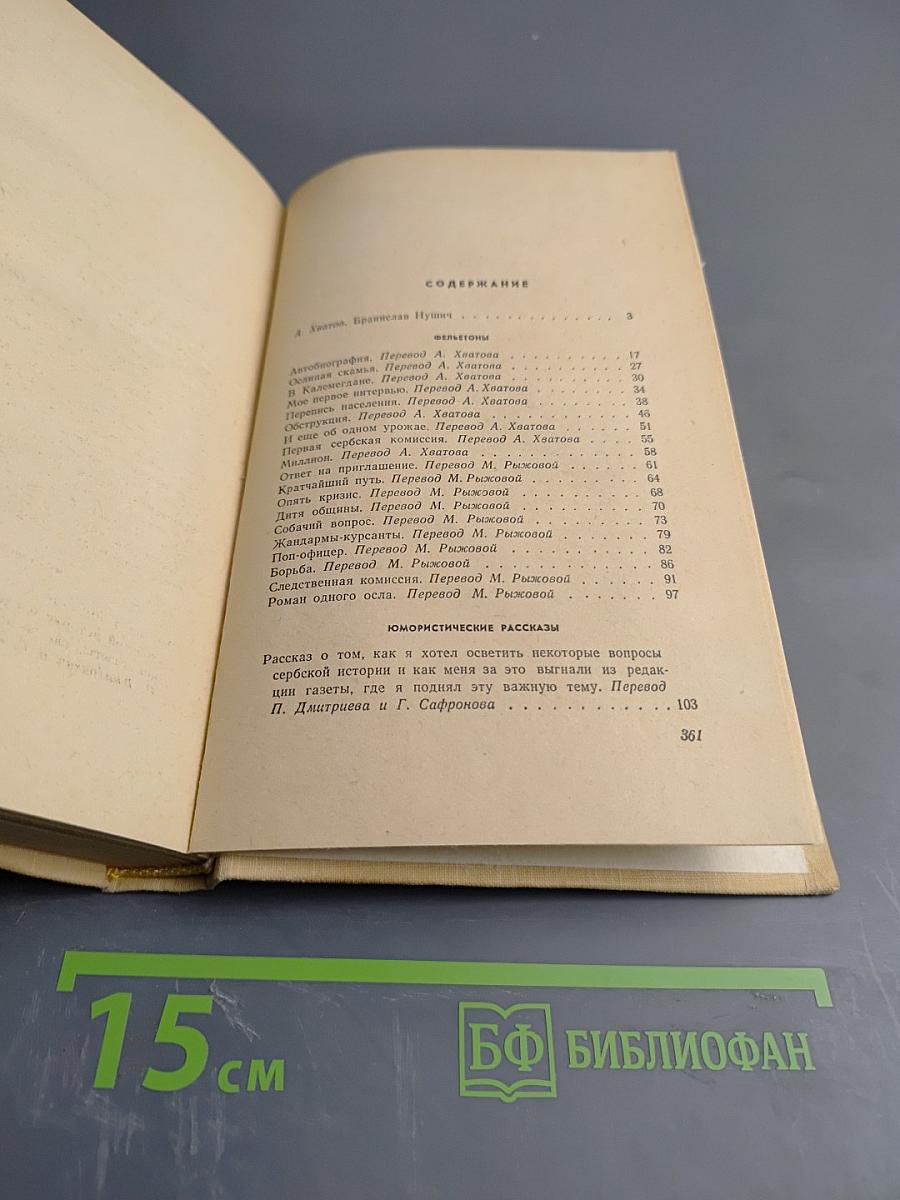 СОДЕРЖАНИЕ
А. Хватов. Бранислав Нушич . . . . . . . . . . . . . . 3
ФЕЛЬЕТОНЫ
Автобиография. Перевод А. Хватова . . . . . . . . . . 17
Ослиная скамья. Перевод А. Хватова . . . . . . . . . 27
В Калемегдане. Перевод А. Хватова . . . . . . . . . . 30
Мое первое интервью. Перевод А. Хватова . . . . . . . 34
Перепись населения. Перевод А. Хватова . . . . . . . . 38
Обструкция. Перевод А. Хватова . . . . . . . . . . . . 46
И еще об одном урожае. Перевод А. Хватова . . . . . . 51
Первая сербская комиссия. Перевод А. Хватова . . . . 55
Миллион. Перевод А. Хватова . . . . . . . . . . . . . 58
Ответ на приглашение. Перевод М. Рыжовой . . . . . . 61
Кратчайший путь. Перевод М. Рыжовой . . . . . . . . . 64
Опять кризис. Перевод М. Рыжовой . . . . . . . . . . 68
Дитя общины. Перевод М. Рыжовой . . . . . . . . . . . 70
Собачий вопрос. Перевод М. Рыжовой . . . . . . . . . 73
Жандармы-курсанты. Перевод М. Рыжовой . . . . . . . 79
Поп-офицер. Перевод М. Рыжовой . . . . . . . . . . . 82
Борьба. Перевод М. Рыжовой . . . . . . . . . . . . . 86
Следственная комиссия. Перевод М. Рыжовой . . . . . . 91
Роман одного осла. Перевод М. Рыжовой . . . . . . . 97
ЮМОРИСТИЧЕСКИЕ РАССКАЗЫ
Рассказ о том, как я хотел осветить некоторые вопросы
сербской истории и как меня за это выгнали из редак-
ции газеты, где я поднял эту важную тему. Перевод
П. Дмитриева и Г. Сафронова . . . . . . . . . . . . 103
361
15 см
БФ БИБЛИОФАН